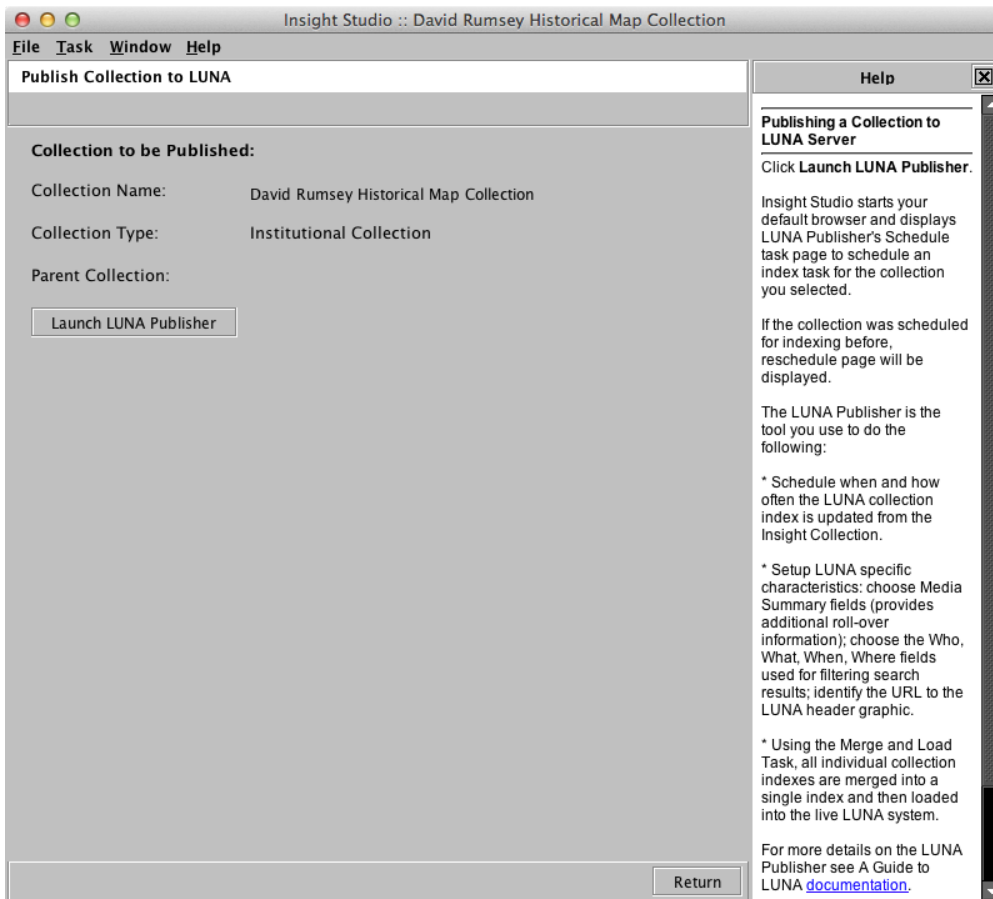 Insight Studio :: David Rumsey Historical Map Collection
File Task Window Help
Publish Collection to LUNA
Collection to be Published:
Collection Name: David Rumsey Historical Map Collection
Collection Type: Institutional Collection
Parent Collection:
Launch LUNA Publisher
Return
Help
Publishing a Collection to
LUNA Server
Click Launch LUNA Publisher.
Insight Studio starts your
default browser and displays
LUNA Publisher's Schedule
task page to schedule an
index task for the collection
you selected.
If the collection was scheduled
for indexing before,
reschedule page will be
displayed.
The LUNA Publisher is the
tool you use to do the
following:
* Schedule when and how
often the LUNA collection
index is updated from the
Insight Collection.
* Setup LUNA specific
characteristics: choose Media
Summary fields (provides
additional roll-over
information); choose the Who,
What, When, Where fields
used for filtering search
results; identify the URL to the
LUNA header graphic.
* Using the Merge and Load
Task, all individual collection
indexes are merged into a
single index and then loaded
into the live LUNA system.
For more details on the LUNA
Publisher see A Guide to
LUNA documentation.